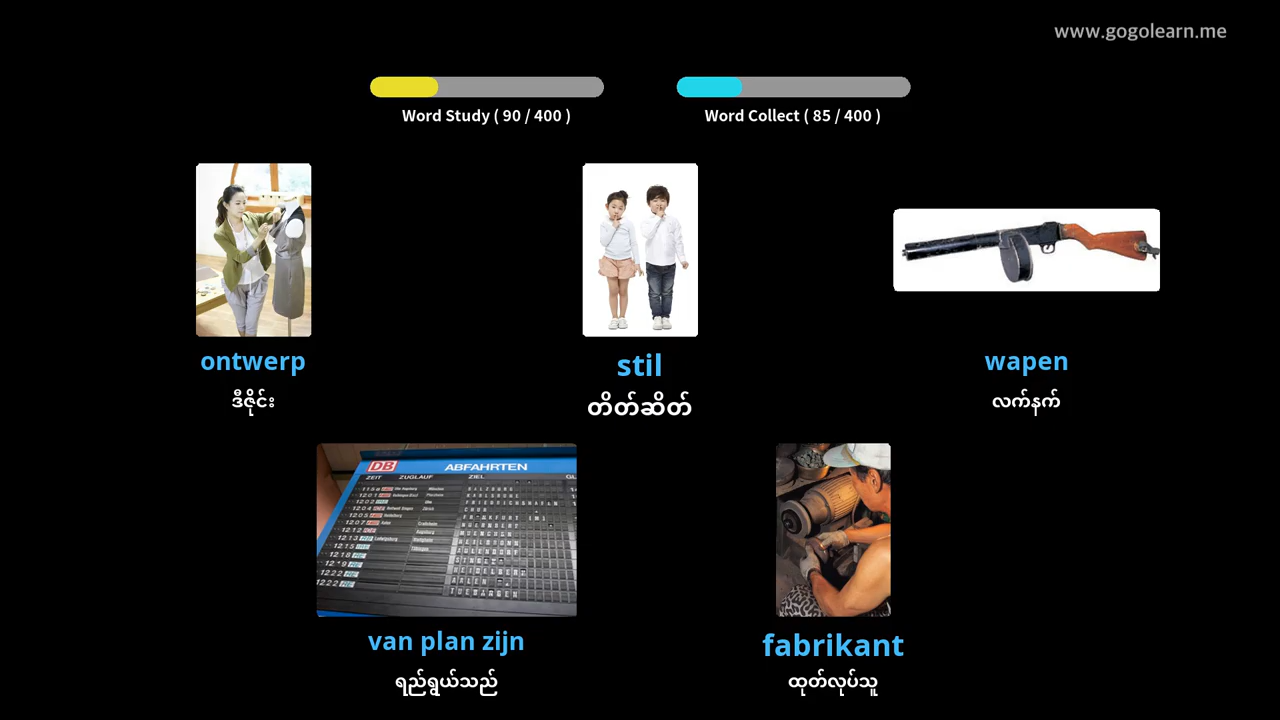 www.gogolearn.me
Word Study ( 90 / 400 )
Word Collect ( 85 / 400 )
ontwerp
ဒီဇိုင်း
stil
တိတ်ဆိတ်
wapen
လက်နက်
DB ABFAHRTEN
ZEIT ZUGLAUF ZIEL
van plan zijn
ရည်ရွယ်သည်
fabrikant
ထုတ်လုပ်သူ